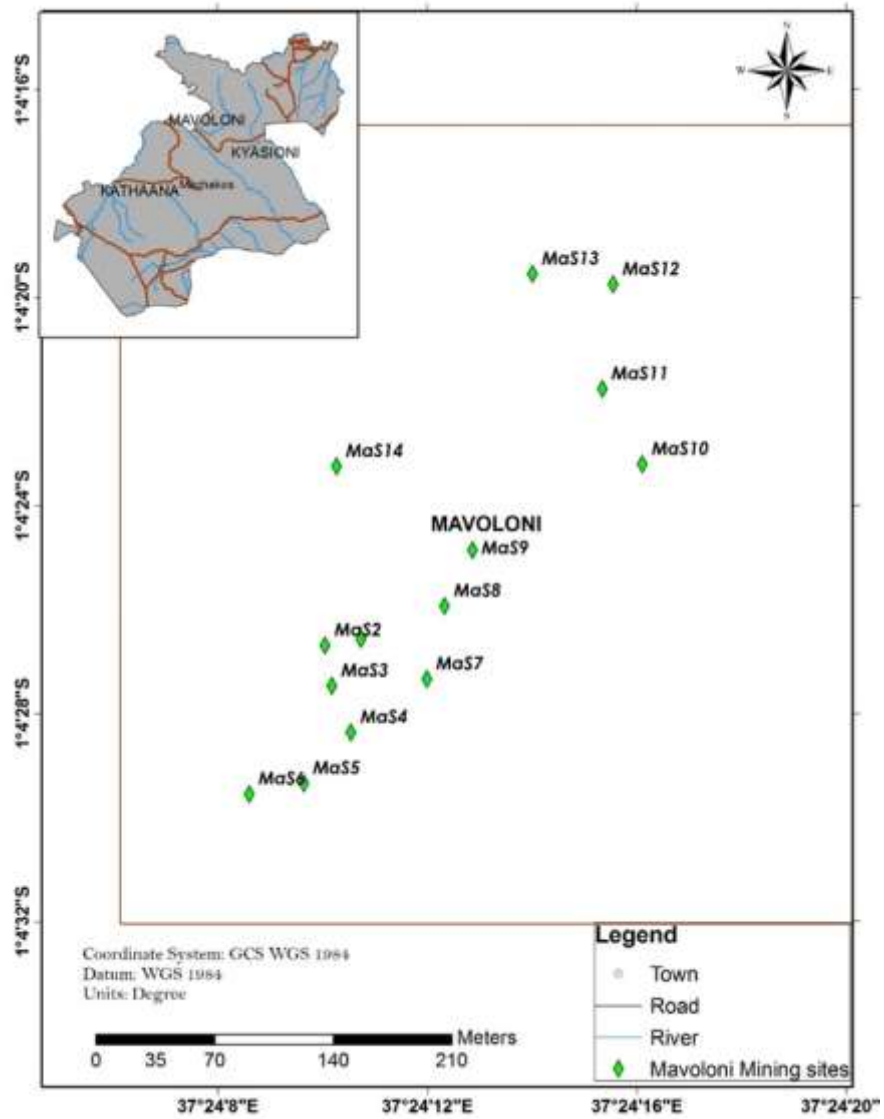 N
W E
S
MAVOLONI
KYASIONI
KATHAANA
Machakos
1°4'16"S
1°4'20"S
1°4'24"S
1°4'28"S
1°4'32"S
MaS13
MaS12
MaS11
MaS10
MaS14
MAVOLONI
MaS9
MaS8
MaS2
MaS3
MaS7
MaS4
MaS5
MaS6
Coordinate System: GCS WGS 1984
Datum: WGS 1984
Units: Degree
Meters
0 35 70 140 210
Legend
Town
Road
River
Mavoloni Mining sites
37°24'8"E 37°24'12"E 37°24'16"E 37°24'20"E